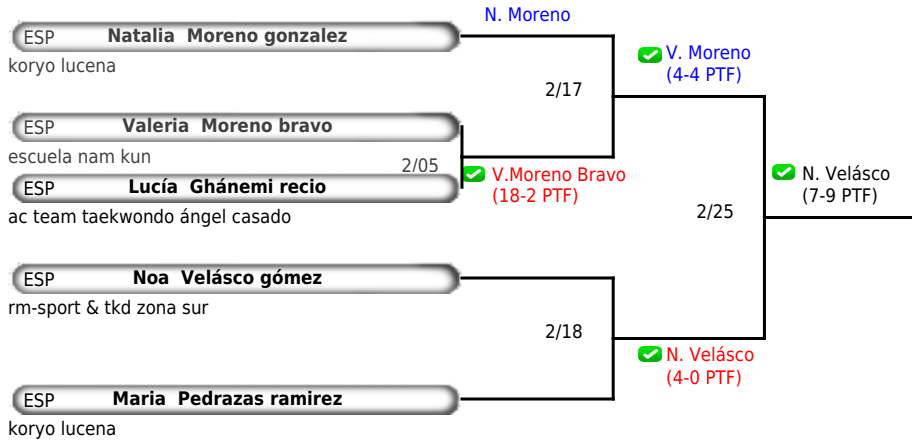 N. Moreno
ESP Natalia Moreno gonzalez
koryo lucena
V. Moreno
(4-4 PTF)
2/17
ESP Valeria Moreno bravo
escuela nam kun
2/05
V.Moreno Bravo
(18-2 PTF)
ESP Lucía Ghánemi recio
ac team taekwondo ángel casado
N. Velásco
(7-9 PTF)
2/25
ESP Noa Velásco gómez
rm-sport & tkd zona sur
2/18
N. Velásco
(4-0 PTF)
ESP Maria Pedrazas ramirez
koryo lucena